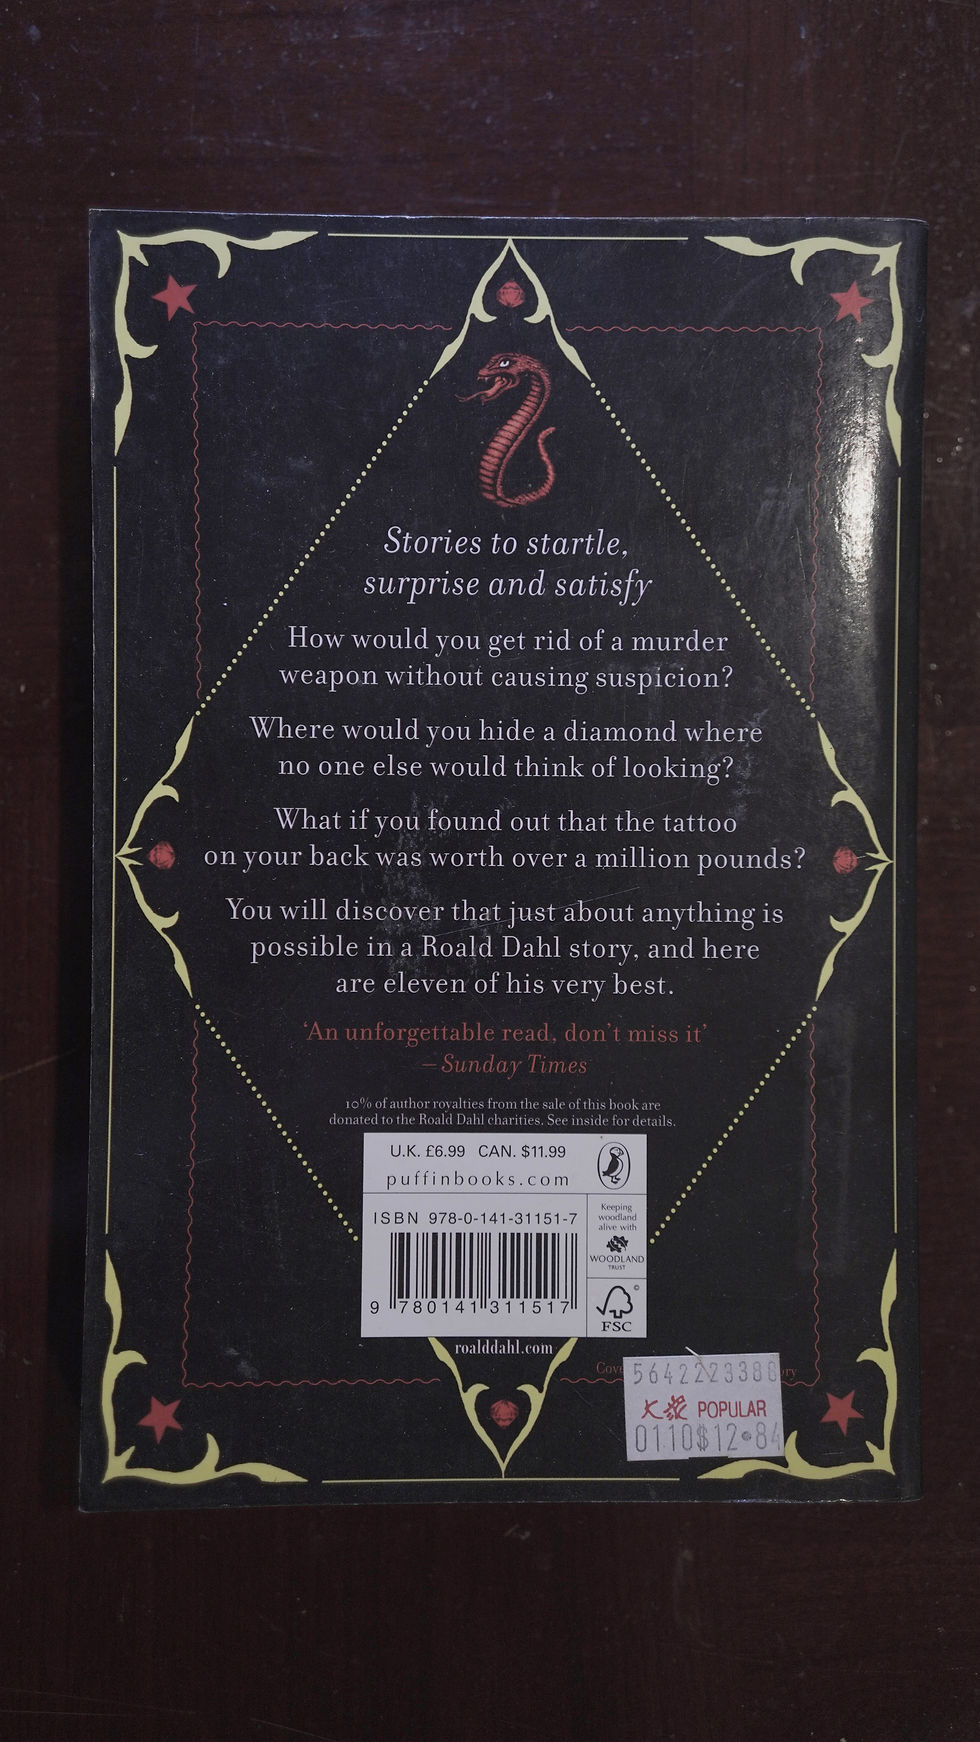 Stories to startle,
surprise and satisfy
How would you get rid of a murder
weapon without causing suspicion?
Where would you hide a diamond where
no one else would think of looking?
What if you found out that the tattoo
on your back was worth over a million pounds?
You will discover that just about anything is
possible in a Roald Dahl story, and here
are eleven of his very best.
‘An unforgettable read, don’t miss it’
– Sunday Times
10% of author royalties from the sale of this book are
donated to the Roald Dahl charities. See inside for details.
U.K. £6.99 CAN. $11.99
puffinbooks.com
ISBN 978-0-141-31151-7
9 780141 311517
Keeping
woodland
alive with
WOODLAND
TRUST
©
FSC
roalddahl.com
5642223388
大众 POPULAR
0110$12.84